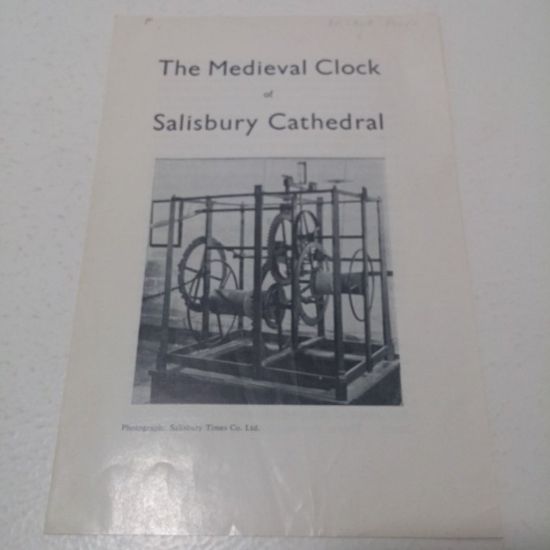 The Medieval Clock
of
Salisbury Cathedral
Photograph: Salisbury Times Co. Ltd.